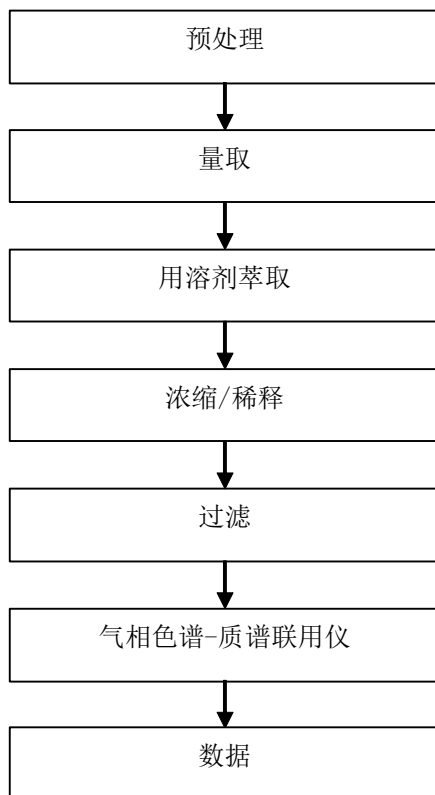 预处理
量取
用溶剂萃取
浓缩/稀释
过滤
气相色谱-质谱联用仪
数据